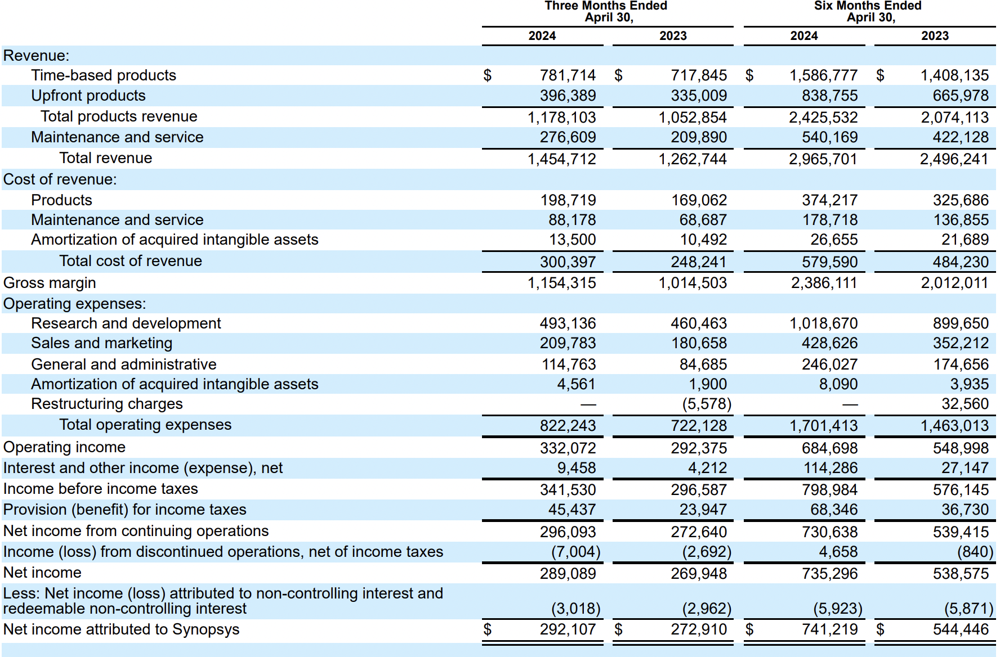 Three Months Ended Six Months Ended
April 30, April 30,
2024 2023 2024 2023
Revenue:
Time-based products $ 781,714 $ 717,845 $ 1,586,777 $ 1,408,135
Upfront products 396,389 335,009 838,755 665,978
Total products revenue 1,178,103 1,052,854 2,425,532 2,074,113
Maintenance and service 276,609 209,890 540,169 422,128
Total revenue 1,454,712 1,262,744 2,965,701 2,496,241
Cost of revenue:
Products 198,719 169,062 374,217 325,686
Maintenance and service 88,178 68,687 178,718 136,855
Amortization of acquired intangible assets 13,500 10,492 26,655 21,689
Total cost of revenue 300,397 248,241 579,590 484,230
Gross margin 1,154,315 1,014,503 2,386,111 2,012,011
Operating expenses:
Research and development 493,136 460,463 1,018,670 899,650
Sales and marketing 209,783 180,658 428,626 352,212
General and administrative 114,763 84,685 246,027 174,656
Amortization of acquired intangible assets 4,561 1,900 8,090 3,935
Restructuring charges — (5,578) — 32,560
Total operating expenses 822,243 722,128 1,701,413 1,463,013
Operating income 332,072 292,375 684,698 548,998
Interest and other income (expense), net 9,458 4,212 114,286 27,147
Income before income taxes 341,530 296,587 798,984 576,145
Provision (benefit) for income taxes 45,437 23,947 68,346 36,730
Net income from continuing operations 296,093 272,640 730,638 539,415
Income (loss) from discontinued operations, net of income taxes (7,004) (2,692) 4,658 (840)
Net income 289,089 269,948 735,296 538,575
Less: Net income (loss) attributed to non-controlling interest and
redeemable non-controlling interest (3,018) (2,962) (5,923) (5,871)
Net income attributed to Synopsys $ 292,107 $ 272,910 $ 741,219 $ 544,446